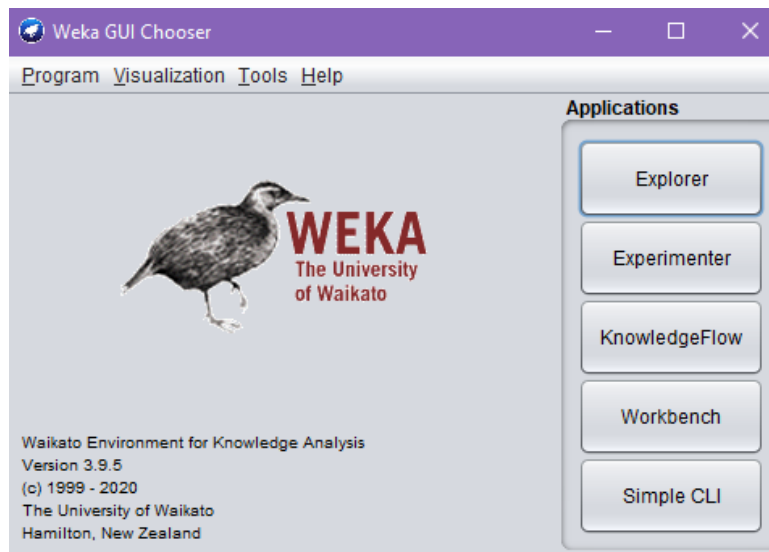 Weka GUI Chooser
Program Visualization Tools Help
Applications
Explorer
Experimenter
KnowledgeFlow
Workbench
Simple CLI
WEKA
The University
of Waikato
Waikato Environment for Knowledge Analysis
Version 3.9.5
(c) 1999 - 2020
The University of Waikato
Hamilton, New Zealand